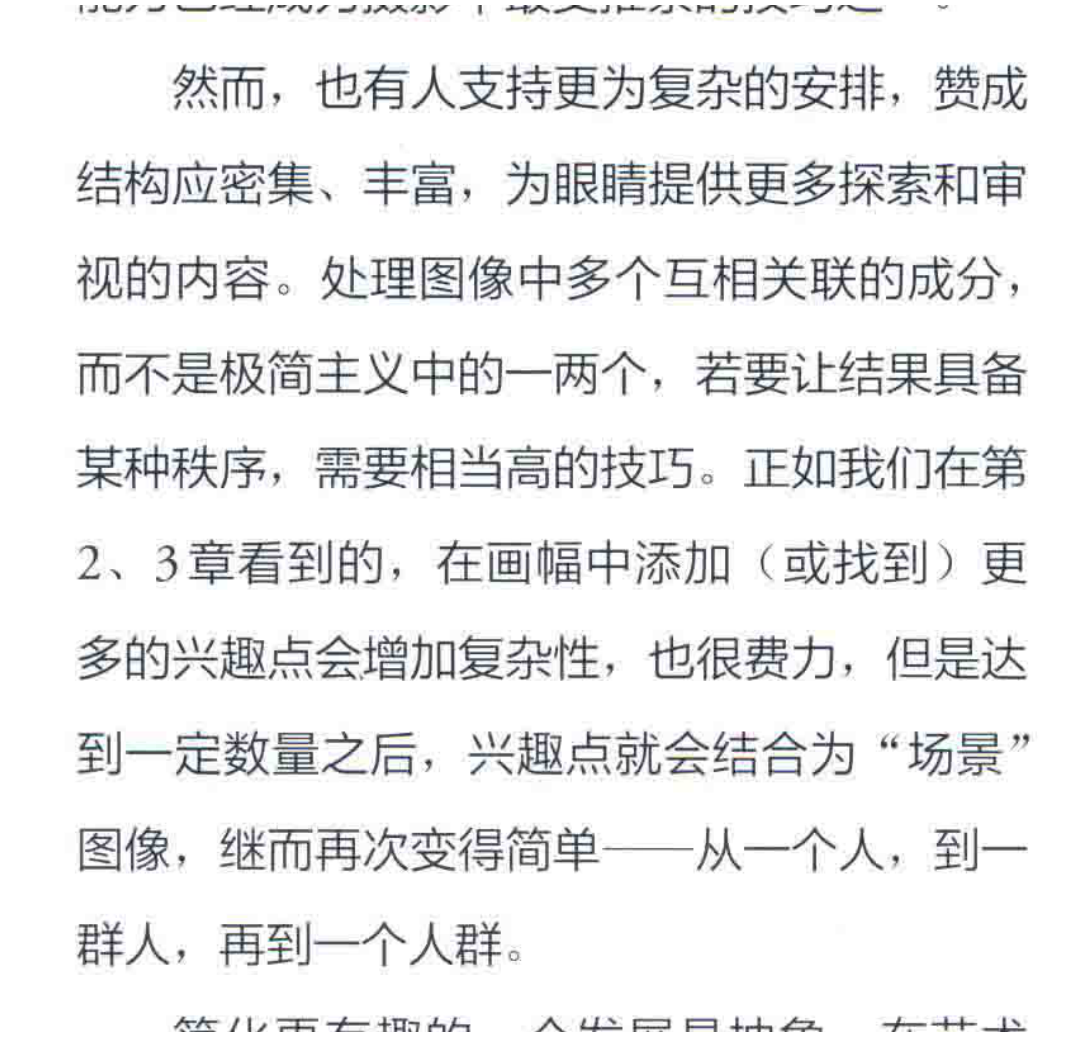 然而，也有人支持更为复杂的安排，赞成
结构应密集、丰富，为眼睛提供更多探索和审
视的内容。处理图像中多个互相关联的成分，
而不是极简主义中的一两个，若要让结果具备
某种秩序，需要相当高的技巧。正如我们在第
2、3章看到的，在画幅中添加（或找到）更
多的兴趣点会增加复杂性，也很费力，但是达
到一定数量之后，兴趣点就会结合为“场景”
图像，继而再次变得简单——从一个人，到一
群人，再到一个人群。